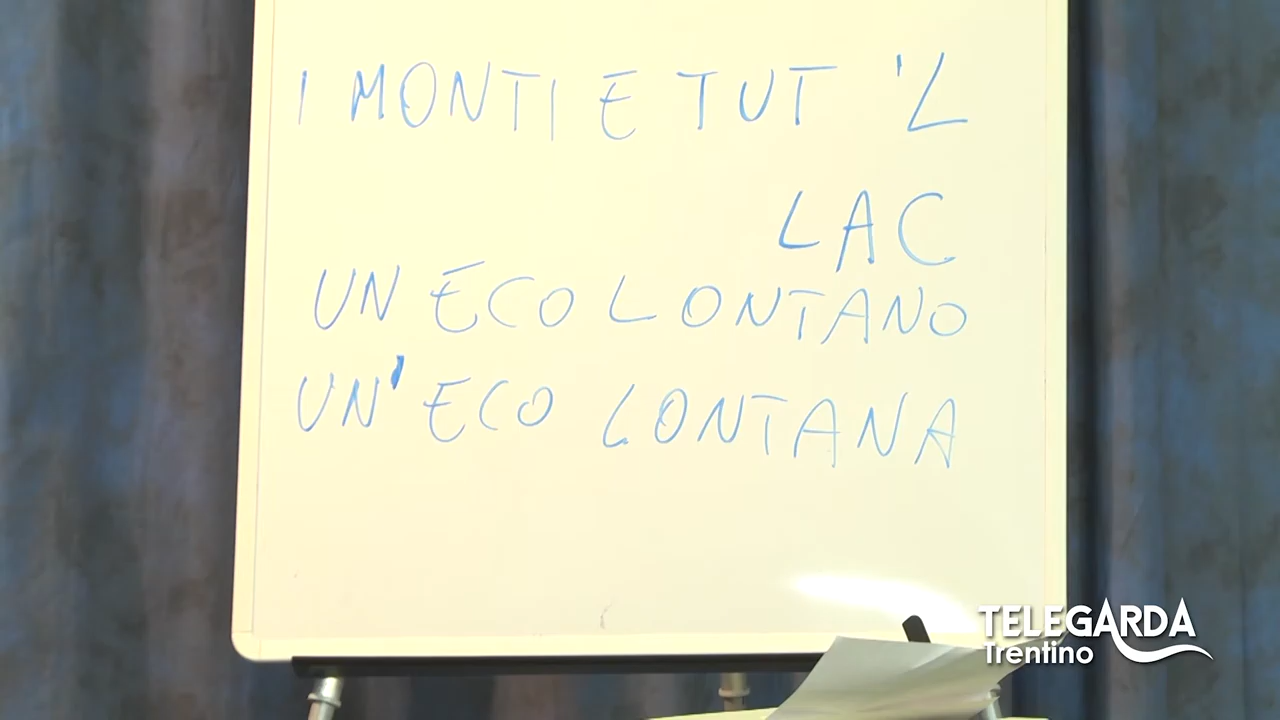 I MONTI E TUT 'L
LAC
UN ECO LONTANO
UN' ECO LONTANA
TELEGARDA
Trentino